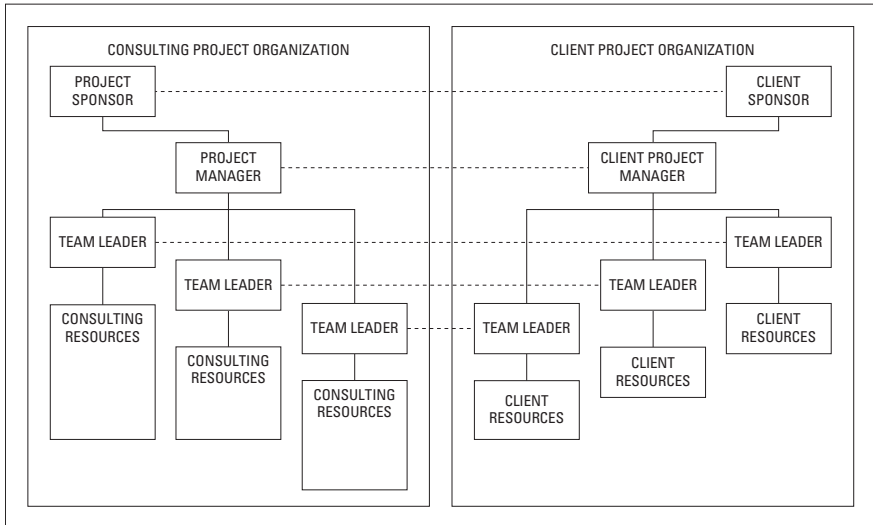 CONSULTING PROJECT ORGANIZATION
PROJECT
SPONSOR
PROJECT
MANAGER
TEAM LEADER
TEAM LEADER
TEAM LEADER
CONSULTING
RESOURCES
CONSULTING
RESOURCES
CONSULTING
RESOURCES
CLIENT PROJECT ORGANIZATION
CLIENT
SPONSOR
CLIENT PROJECT
MANAGER
TEAM LEADER
TEAM LEADER
TEAM LEADER
CLIENT
RESOURCES
CLIENT
RESOURCES
CLIENT
RESOURCES